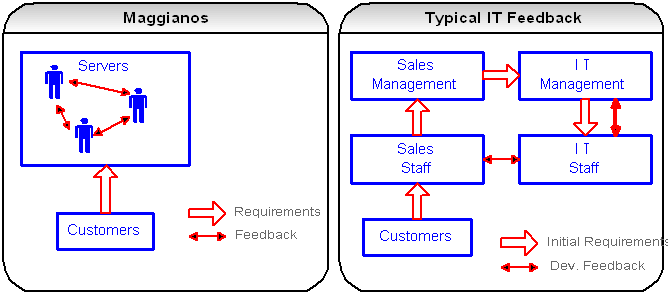 Maggianos
Servers
Customers
Requirements
Feedback
Typical IT Feedback
Sales
Management
I T
Management
Sales
Staff
I T
Staff
Customers
Initial Requirements
Dev. Feedback